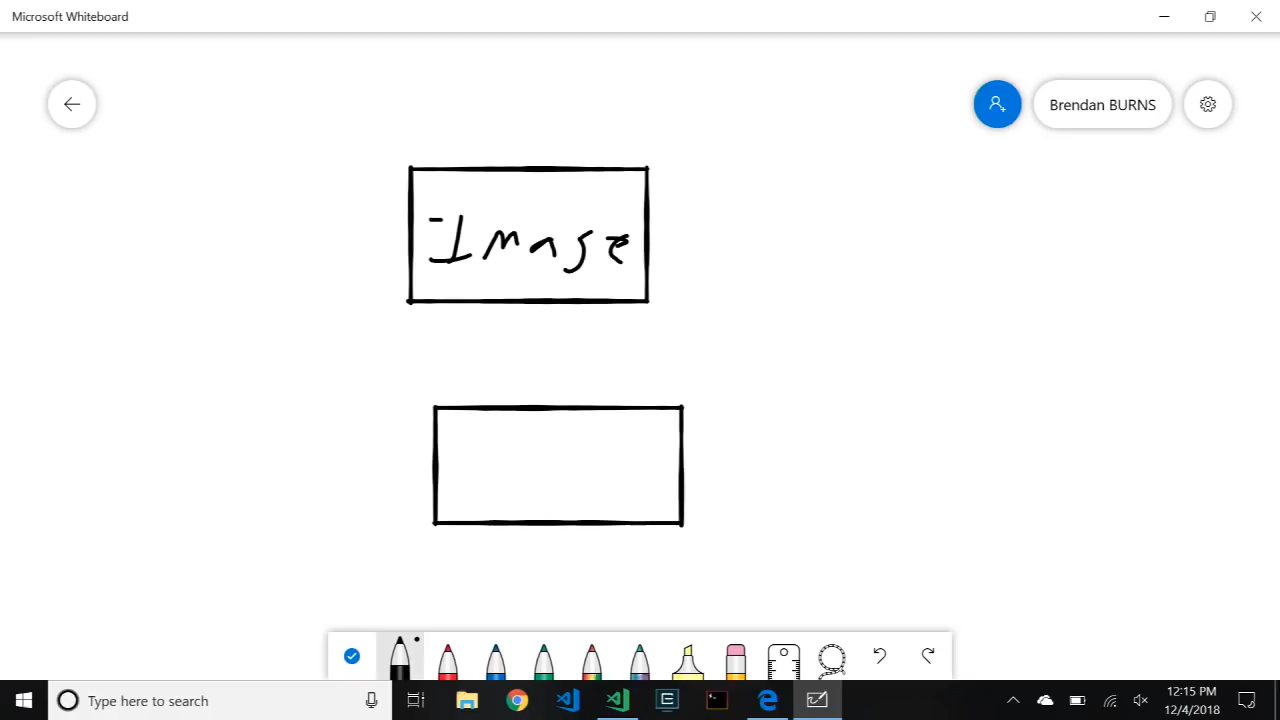 Microsoft Whiteboard
Brendan BURNS
Image
Type here to search
12:15 PM
12/4/2018